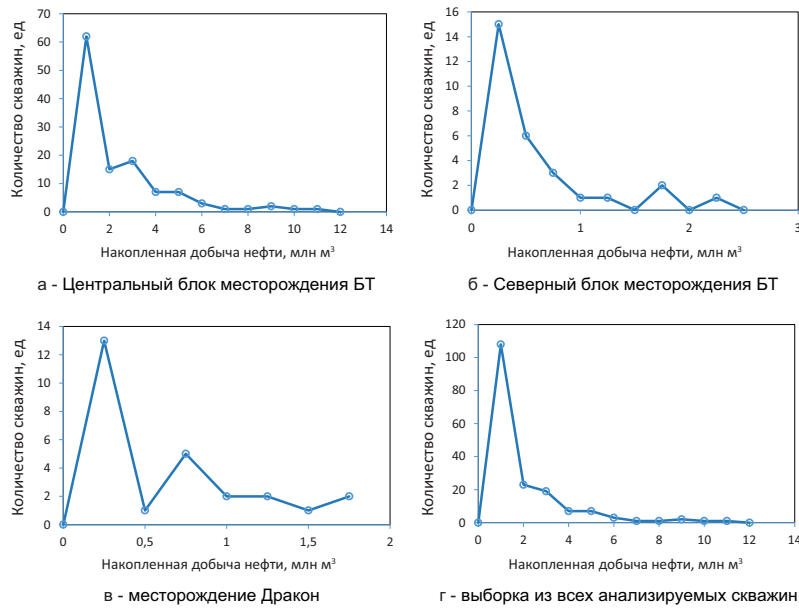 Количество скважин, ед
70
60
50
40
30
20
10
0
0 2 4 6 8 10 12 14
Накопленная добыча нефти, млн м³
а - Центральный блок месторождения БТ
Количество скважин, ед
16
14
12
10
8
6
4
2
0
0 1 2 3
Накопленная добыча нефти, млн м³
б - Северный блок месторождения БТ
Количество скважин, ед
14
12
10
8
6
4
2
0
0 0,5 1 1,5 2
Накопленная добыча нефти, млн м³
в - месторождение Дракон
Количество скважин, ед
120
100
80
60
40
20
0
0 2 4 6 8 10 12 14
Накопленная добыча нефти, млн м³
г - выборка из всех анализируемых скважин